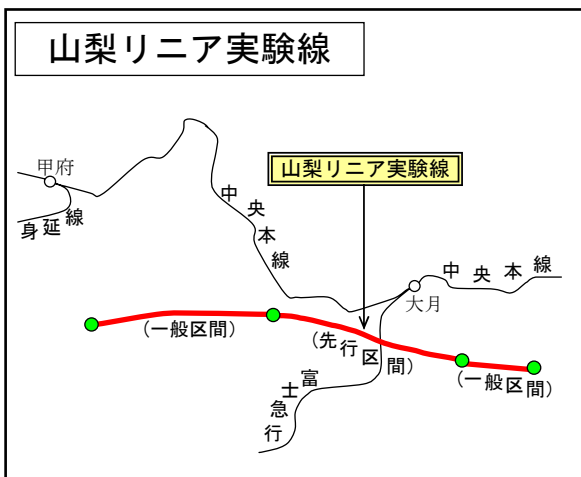 山梨リニア実験線
甲府
山梨リニア実験線
中央本線
身延線
中央本線
大月
(一般区間)
(先行区間)
(一般区間)
富士急行